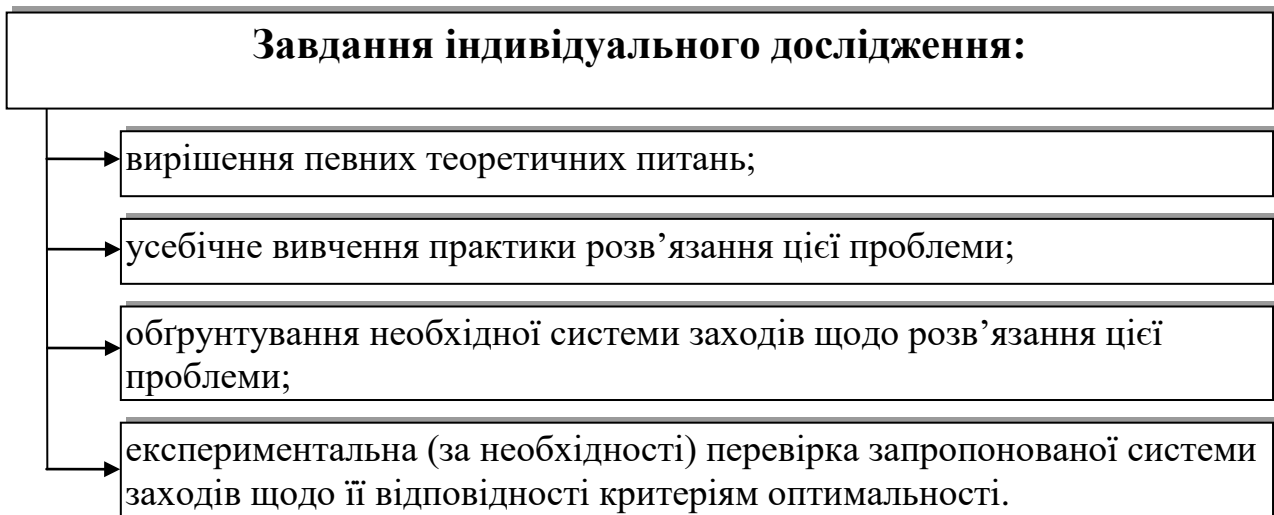 Завдання індивідуального дослідження:
вирішення певних теоретичних питань;
усебічне вивчення практики розв’язання цієї проблеми;
обґрунтування необхідної системи заходів щодо розв’язання цієї
проблеми;
експериментальна (за необхідності) перевірка запропонованої системи
заходів щодо її відповідності критеріям оптимальності.